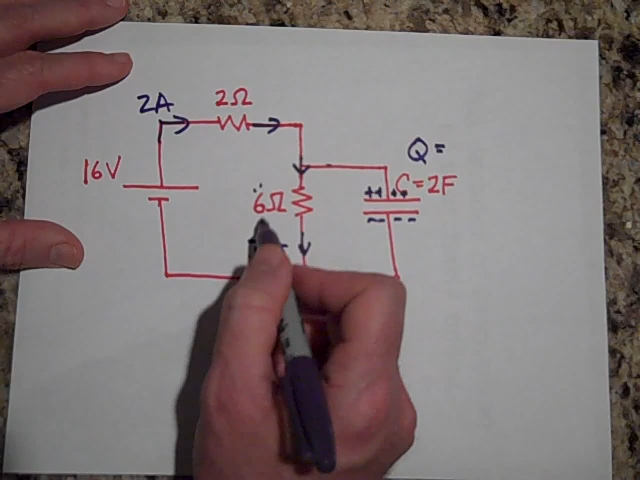 2A
2Ω
16V
6Ω
Q=
C=2F
++ ++
- - -